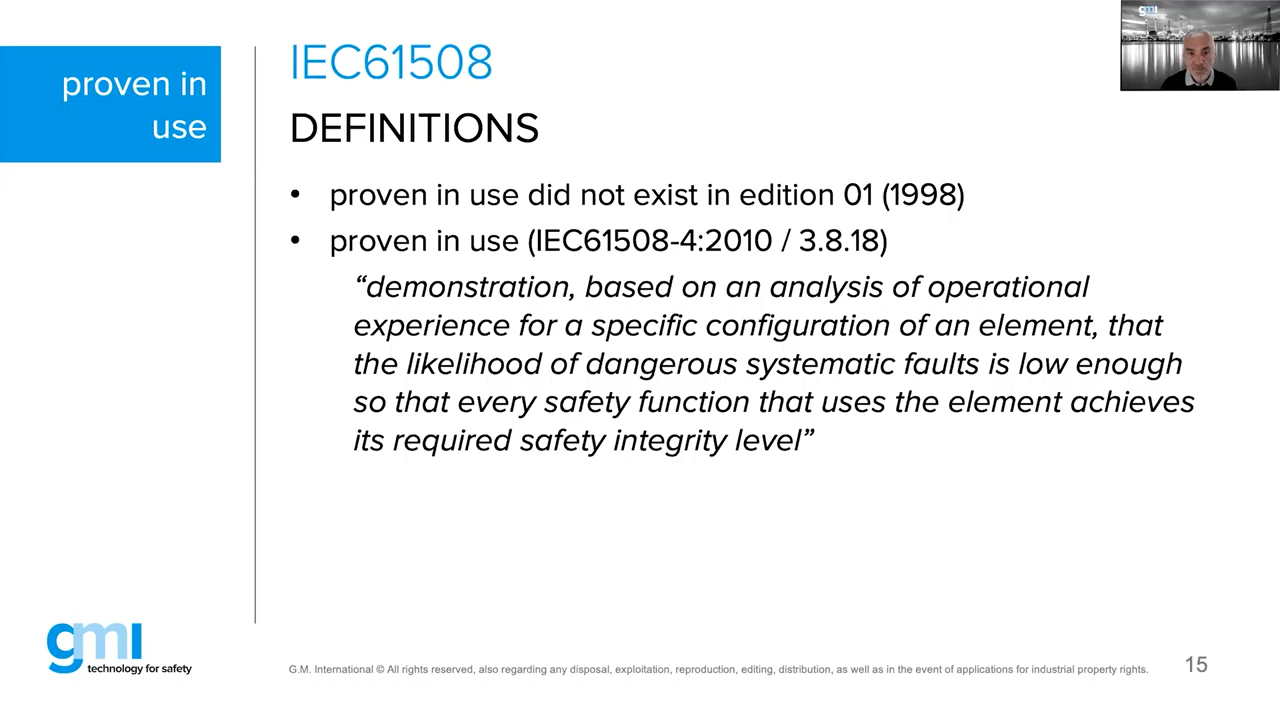 proven in
use
IEC61508
DEFINITIONS
• proven in use did not exist in edition 01 (1998)
• proven in use (IEC61508-4:2010 / 3.8.18)
“demonstration, based on an analysis of operational
experience for a specific configuration of an element, that
the likelihood of dangerous systematic faults is low enough
so that every safety function that uses the element achieves
its required safety integrity level”
gmi
technology for safety
G.M. International © All rights reserved, also regarding any disposal, exploitation, reproduction, editing, distribution, as well as in the event of applications for industrial property rights.
15
gmi